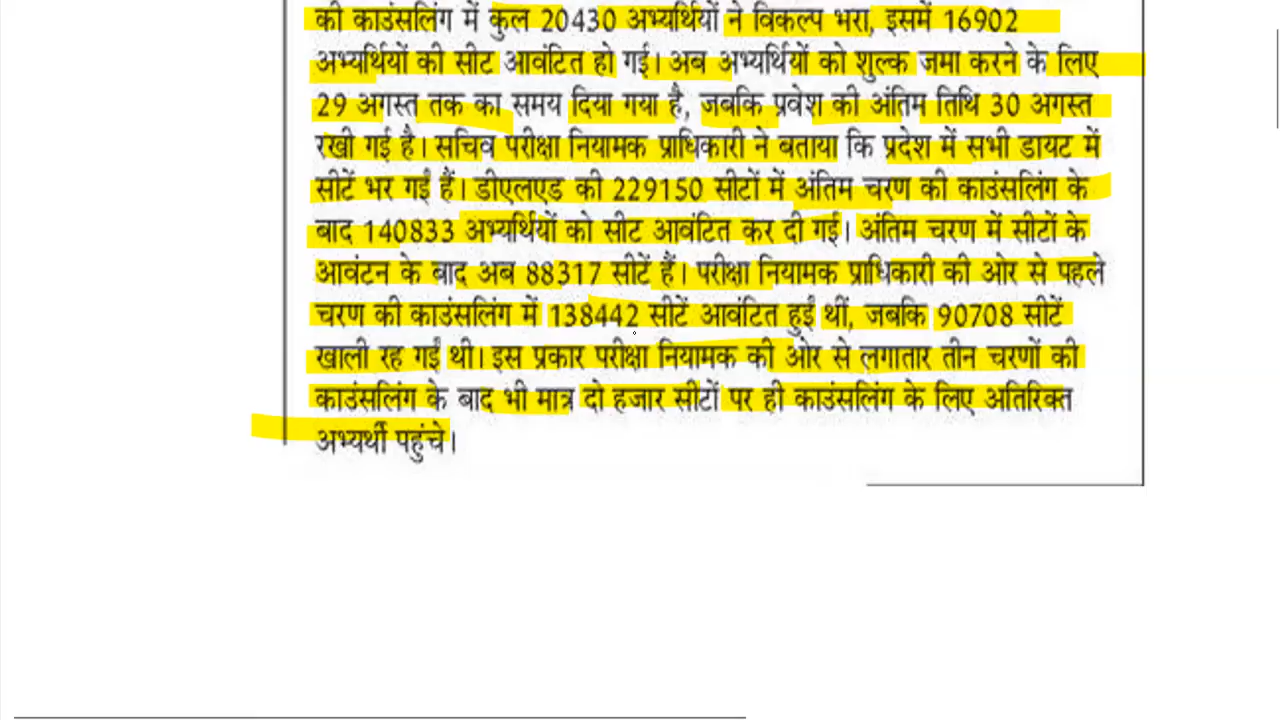 की काउंसलिंग में कुल 20430 अभ्यर्थियों ने विकल्प भरा, इसमें 16902
अभ्यर्थियों की सीट आवंटित हो गई। अब अभ्यर्थियों को शुल्क जमा करने के लिए
29 अगस्त तक का समय दिया गया है, जबकि प्रवेश की अंतिम तिथि 30 अगस्त
रखी गई है। सचिव परीक्षा नियामक प्राधिकारी ने बताया कि प्रदेश में सभी डायट में
सीटें भर गईं हैं। डीएलएड की 229150 सीटों में अंतिम चरण की काउंसलिंग के
बाद 140833 अभ्यर्थियों को सीट आवंटित कर दी गई। अंतिम चरण में सीटों के
आवंटन के बाद अब 88317 सीटें हैं। परीक्षा नियामक प्राधिकारी की ओर से पहले
चरण की काउंसलिंग में 138442 सीटें आवंटित हुईं थीं, जबकि 90708 सीटें
खाली रह गईं थी। इस प्रकार परीक्षा नियामक की ओर से लगातार तीन चरणों की
काउंसलिंग के बाद भी मात्र दो हजार सीटों पर ही काउंसलिंग के लिए अतिरिक्त
अभ्यर्थी पहुंचे।